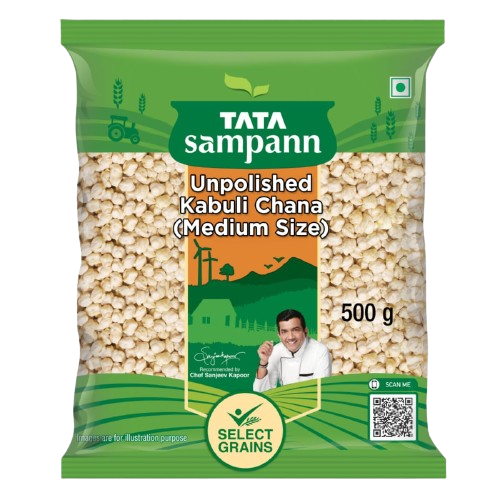 TATA
sampann
Unpolished
Kabuli Chana
(Medium Size)
500 g
Recommended by
Chef Sanjeev Kapoor
SCAN ME
SELECT
GRAINS
Images are for illustration purpose